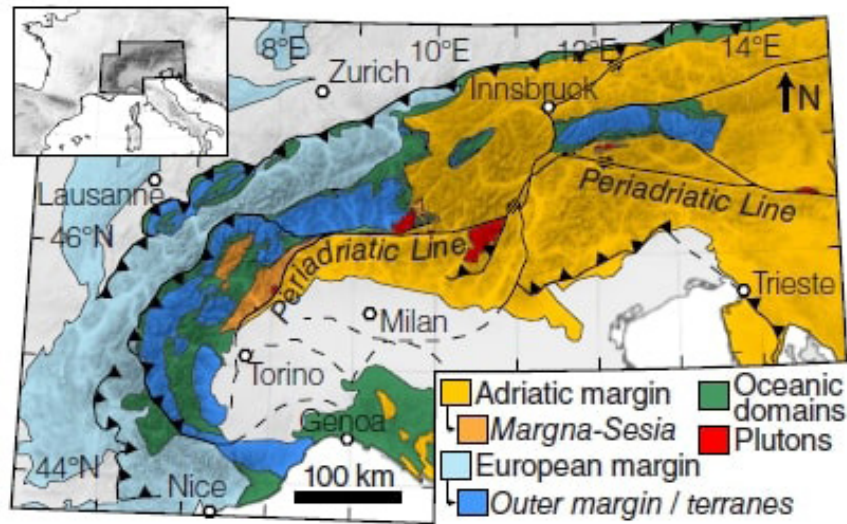 8°E
10°E
12°E
14°E
Zurich
Innsbruck
N
Lausanne
Periadriatic Line
46°N
Periadriatic Line
Trieste
Milan
Torino
Genoa
44°N
Nice
100 km
Adriatic margin
Margna-Sesia
European margin
Outer margin / terranes
Oceanic
domains
Plutons